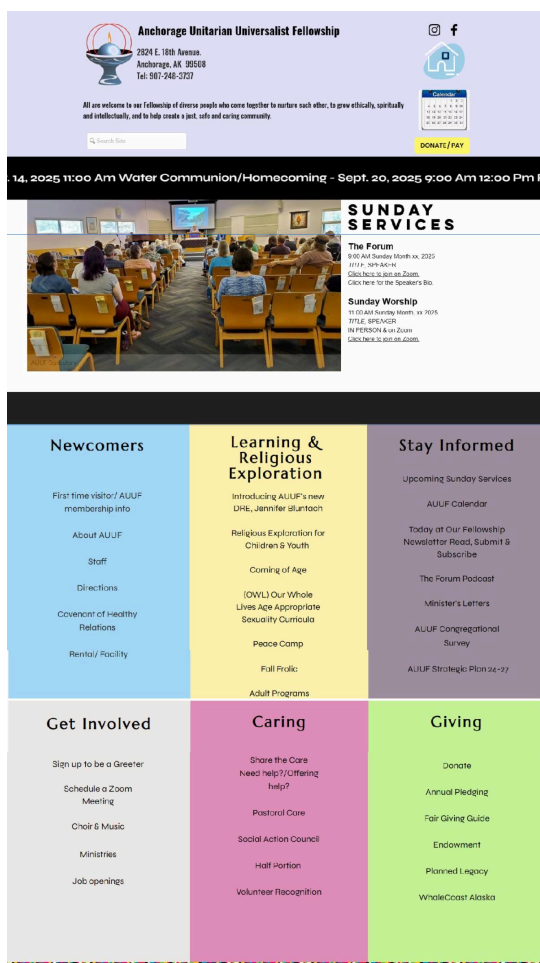 Anchorage Unitarian Universalist Fellowship
2824 E. 18th Avenue.
Anchorage, AK 99508
Tel: 907-248-3737
All are welcome to our Fellowship of diverse people who come together to nurture each other, to grow ethically, spiritually
and intellectually, and to help create a just, safe and caring community.
Search Site
Calendar
DONATE/PAY
. 14, 2025 11:00 Am Water Communion/Homecoming - Sept. 20, 2025 9:00 Am 12:00 Pm
SUNDAY
SERVICES
The Forum
9:00 AM Sunday Month xx, 2025
TITLE, SPEAKER
Click here to join on Zoom.
Click here for the Speaker's Bio.
Sunday Worship
11:00 AM Sunday Month, xx 2025
TITLE, SPEAKER
IN PERSON & on Zoom
Click here to join on Zoom.
Newcomers
First time visitor/ AUUF
membership info
About AUUF
Staff
Directions
Covenant of Healthy
Relations
Rental/ Facility
Learning &
Religious
Exploration
Introducing AUUF's new
DRE, Jennifer Bluntach
Religious Exploration for
Children & Youth
Coming of Age
(OWL) Our Whole
Lives Age Appropriate
Sexuality Curricula
Peace Camp
Fall Frolic
Adult Programs
Stay Informed
Upcoming Sunday Services
AUUF Calendar
Today at Our Fellowship
Newsletter Read, Submit &
Subscribe
The Forum Podcast
Minister's Letters
AUUF Congregational
Survey
AUUF Strategic Plan 24-27
Get Involved
Sign up to be a Greeter
Schedule a Zoom
Meeting
Choir & Music
Ministries
Job openings
Caring
Share the Care
Need help?/Offering
help?
Pastoral Care
Social Action Council
Half Portion
Volunteer Recognition
Giving
Donate
Annual Pledging
Fair Giving Guide
Endowment
Planned Legacy
WhaleCoast Alaska